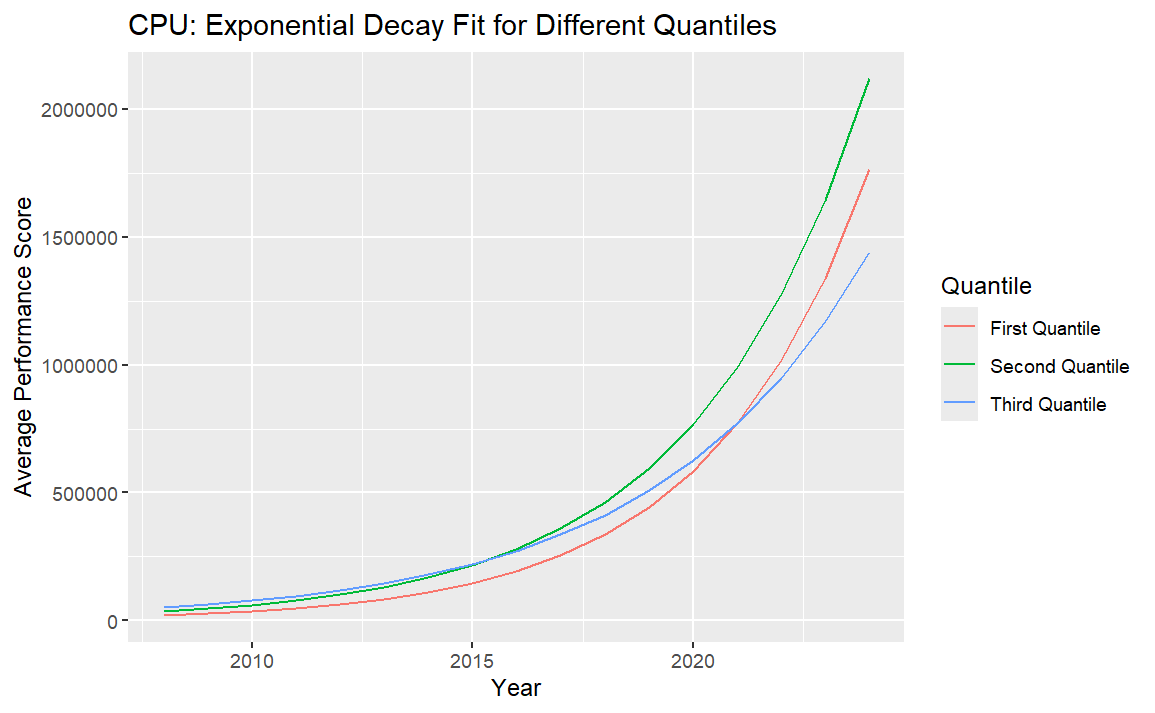 CPU: Exponential Decay Fit for Different Quantiles
Average Performance Score
2000000
1500000
1000000
500000
0
2010
2015
2020
Year
Quantile
First Quantile
Second Quantile
Third Quantile